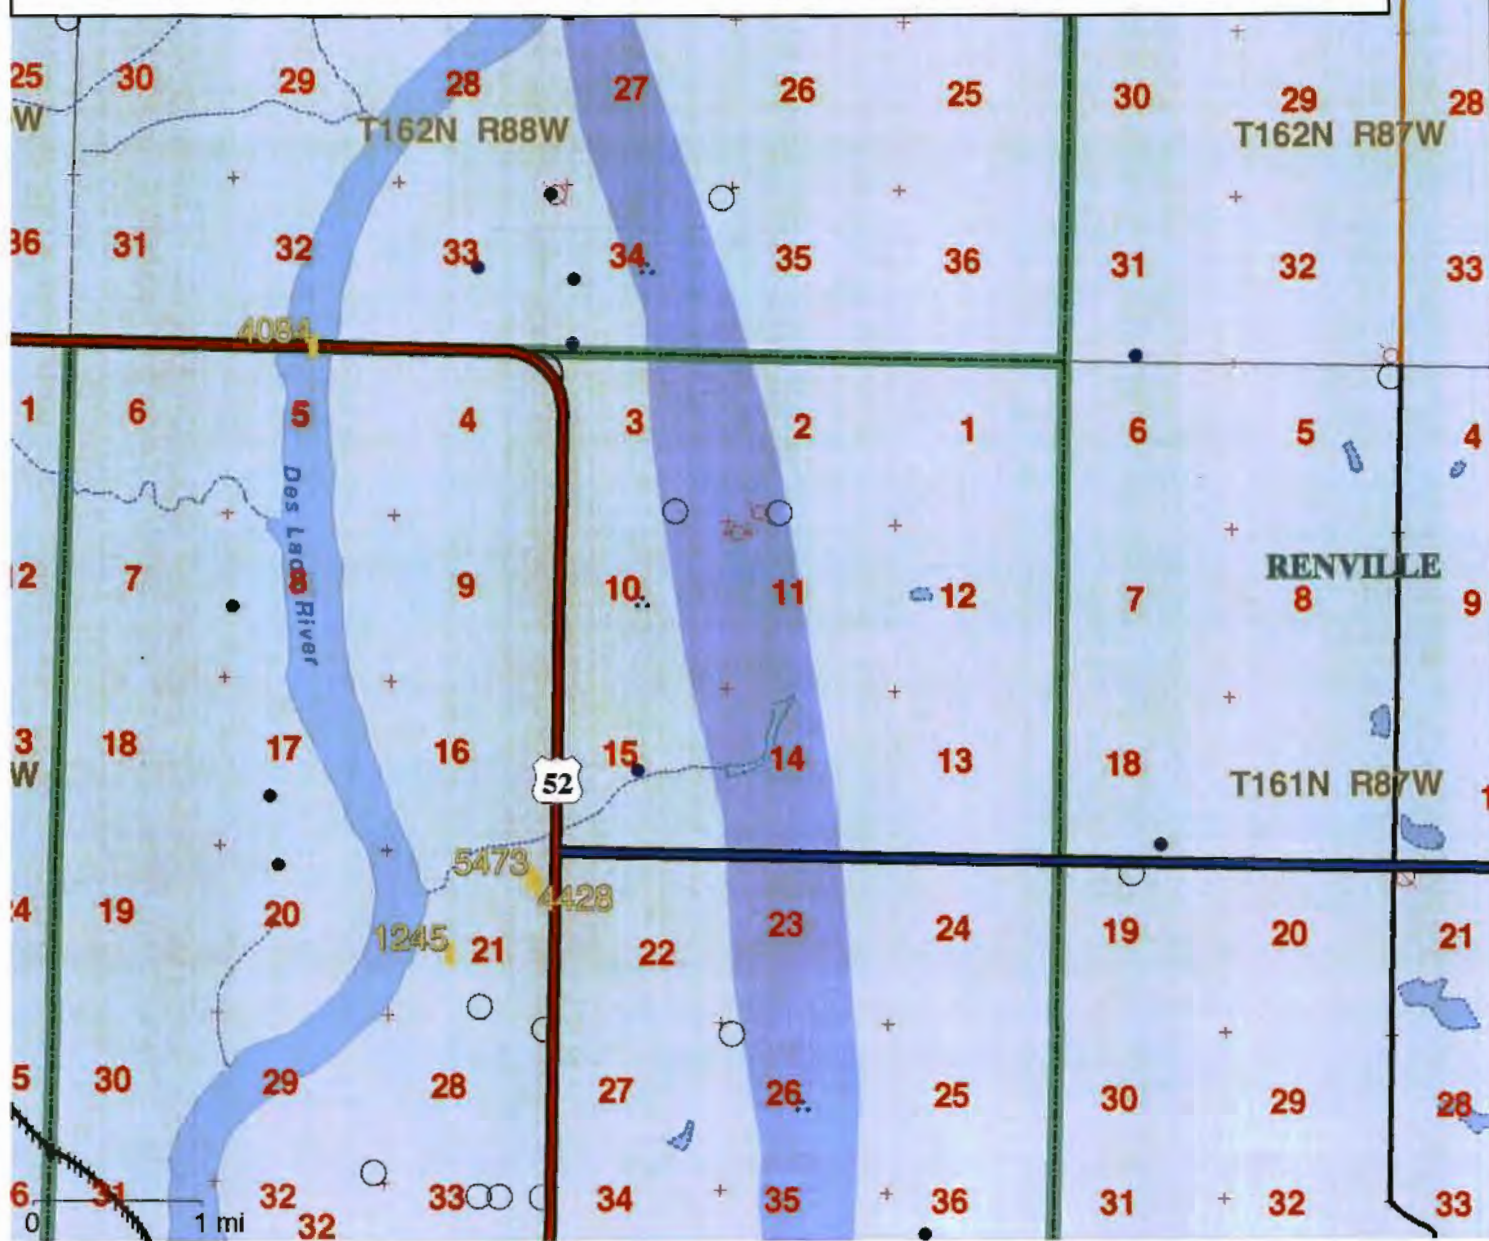 25 30 29 28 27 26 25 30 29 28
W T162N R88W T162N R87W
36 31 32 33 34 35 36 31 32 33
4084
1 6 5 4 3 2 1 6 5 4
Des Lacs River
RENVILLE
12 7 8 9 10 11 12 7 8 9
3 18 17 16 15 14 13 18
W 52 T161N R87W 1
5473
4428
24 19 20 21 22 23 24 19 20 21
1245
5 30 29 28 27 26 25 30 29 28
6 31 32 33 34 35 36 31 32 33
0 1 mi
32